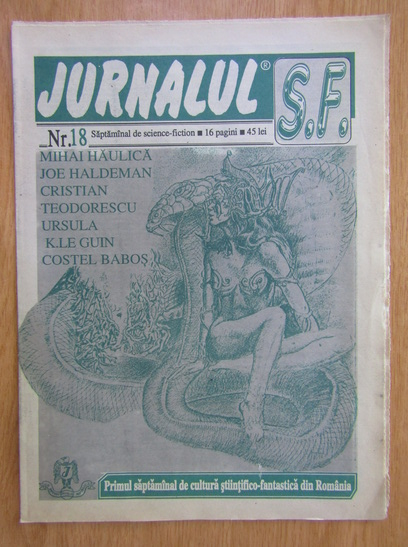 JURNALUL®
S.F.
Nr.18 Săptămînal de science-fiction ■ 16 pagini ■ 45 lei
MIHAI HĂULICĂ
JOE HALDEMAN
CRISTIAN
TEODORESCU
URSULA
K.LE GUIN
COSTEL BABOȘ
Primul săptămînal de cultură științifico-fantastică din România